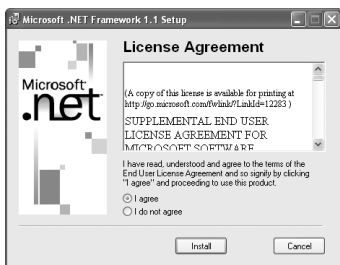 Microsoft .NET Framework 1.1 Setup
License Agreement
Microsoft
.net
(A copy of this license is available for printing at
http://go.microsoft.com/fwlink/?LinkId=12283 )
SUPPLEMENTAL END USER
LICENSE AGREEMENT FOR
MICROSOFT SOFTWARE
I have read, understood and agree to the terms of the
End User License Agreement and so signify by clicking
"I agree" and proceeding to use this product.
I agree
I do not agree
Install
Cancel